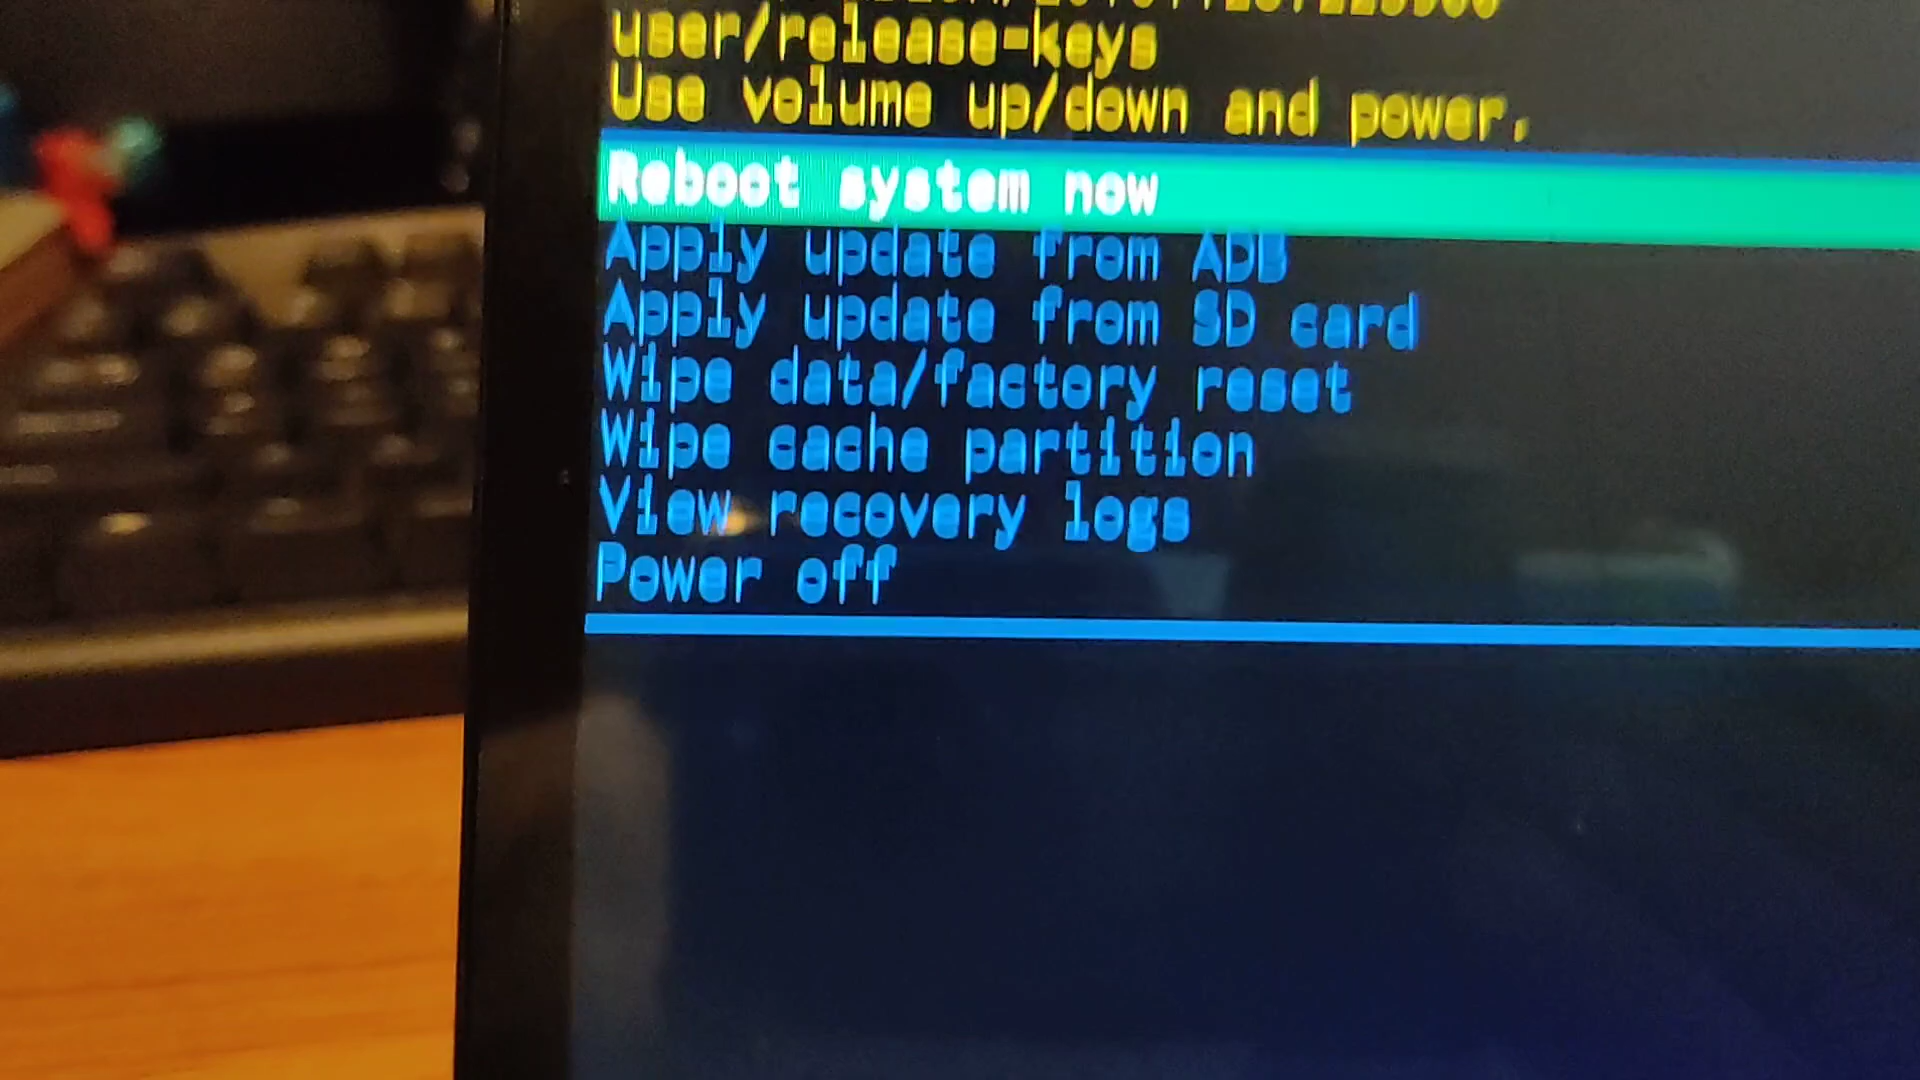 user/release-keys
Use volume up/down and power.
Reboot system now
Apply update from ADB
Apply update from SD card
Wipe data/factory reset
Wipe cache partition
View recovery logs
Power off